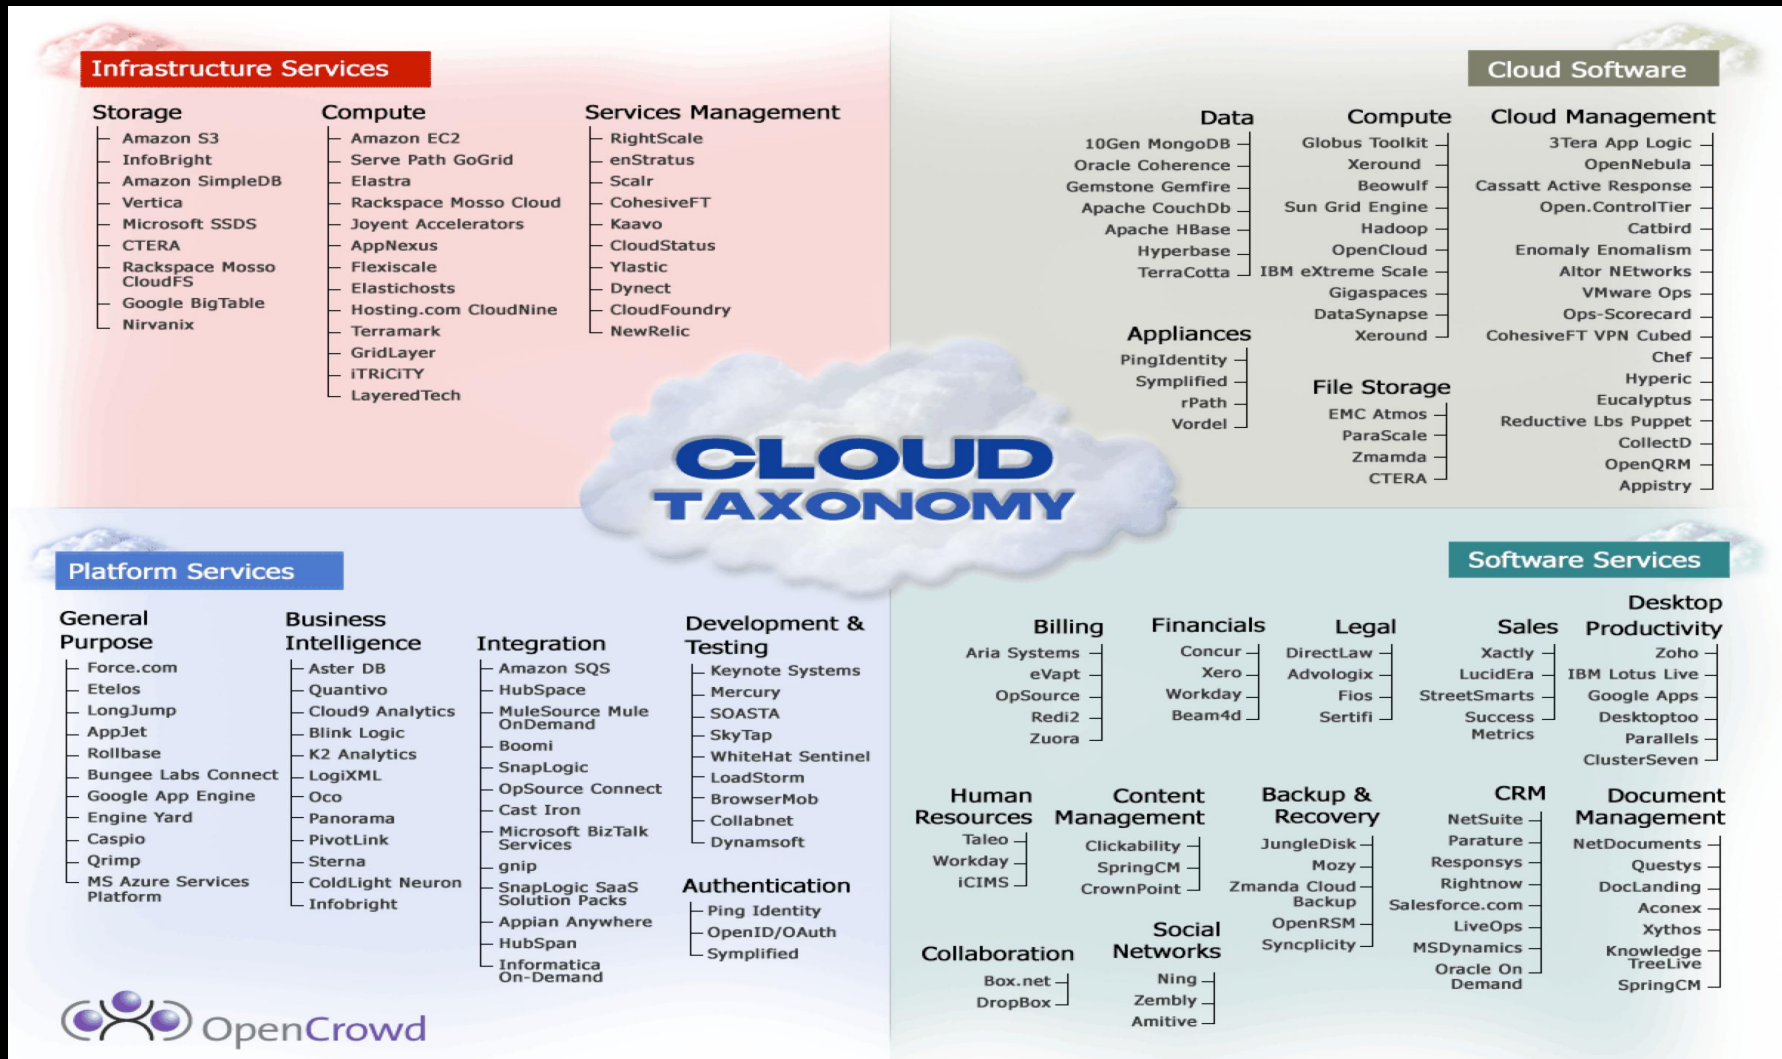 Infrastructure Services
Storage
Amazon S3
InfoBright
Amazon SimpleDB
Vertica
Microsoft SSDS
CTERA
Rackspace Mosso
CloudFS
Google BigTable
Nirvanix
Compute
Amazon EC2
Serve Path GoGrid
Elastra
Rackspace Mosso Cloud
Joyent Accelerators
AppNexus
Flexiscale
Elastichosts
Hosting.com CloudNine
Terramark
GridLayer
iTRiCiTY
LayeredTech
Services Management
RightScale
enStratus
Scalr
CohesiveFT
Kaavo
CloudStatus
Ylastic
Dynect
CloudFoundry
NewRelic
Cloud Software
Data
10Gen MongoDB
Oracle Coherence
Gemstone Gemfire
Apache CouchDb
Apache HBase
Hyperbase
TerraCotta
Appliances
PingIdentity
Symplified
rPath
Vordel
Compute
Globus Toolkit
Xeround
Beowulf
Sun Grid Engine
Hadoop
OpenCloud
IBM eXtreme Scale
Gigaspaces
DataSynapse
Xeround
File Storage
EMC Atmos
ParaScale
Zmamda
CTERA
Cloud Management
3Tera App Logic
OpenNebula
Cassatt Active Response
Open.ControlTier
Catbird
Enomaly Enomalism
Altor NEtworks
VMware Ops
Ops-Scorecard
CohesiveFT VPN Cubed
Chef
Hyperic
Eucalyptus
Reductive Lbs Puppet
CollectD
OpenQRM
Appistry
CLOUD
TAXONOMY
Platform Services
General
Purpose
Force.com
Etelos
LongJump
AppJet
Rollbase
Bungee Labs Connect
Google App Engine
Engine Yard
Caspio
Qrimp
MS Azure Services
Platform
Business
Intelligence
Aster DB
Quantivo
Cloud9 Analytics
Blink Logic
K2 Analytics
LogiXML
Oco
Panorama
PivotLink
Sterna
ColdLight Neuron
Infobright
Integration
Amazon SQS
HubSpace
MuleSource Mule
OnDemand
Boomi
SnapLogic
OpSource Connect
Cast Iron
Microsoft BizTalk
Services
gnip
SnapLogic SaaS
Solution Packs
Appian Anywhere
HubSpan
Informatica
On-Demand
Development &
Testing
Keynote Systems
Mercury
SOASTA
SkyTap
WhiteHat Sentinel
LoadStorm
BrowserMob
Collabnet
Dynamsoft
Authentication
Ping Identity
OpenID/OAuth
Symplified
OpenCrowd
Software Services
Billing
Aria Systems
eVapt
OpSource
Redi2
Zuora
Financials
Concur
Xero
Workday
Beam4d
Legal
DirectLaw
Advologix
Fios
Sertifi
Sales
Xactly
LucidEra
StreetSmarts
Success
Metrics
Desktop
Productivity
Zoho
IBM Lotus Live
Google Apps
Desktoptoo
Parallels
ClusterSeven
Human
Resources
Taleo
Workday
iCIMS
Content
Management
Clickability
SpringCM
CrownPoint
Backup &
Recovery
JungleDisk
Mozy
Zmanda Cloud
Backup
OpenRSM
Syncplicity
CRM
NetSuite
Parature
Responsys
Rightnow
Salesforce.com
LiveOps
MSDynamics
Oracle On
Demand
Document
Management
NetDocuments
Questys
DocLanding
Aconex
Xythos
Knowledge
TreeLive
SpringCM
Collaboration
Box.net
DropBox
Social
Networks
Ning
Zembly
Amitive